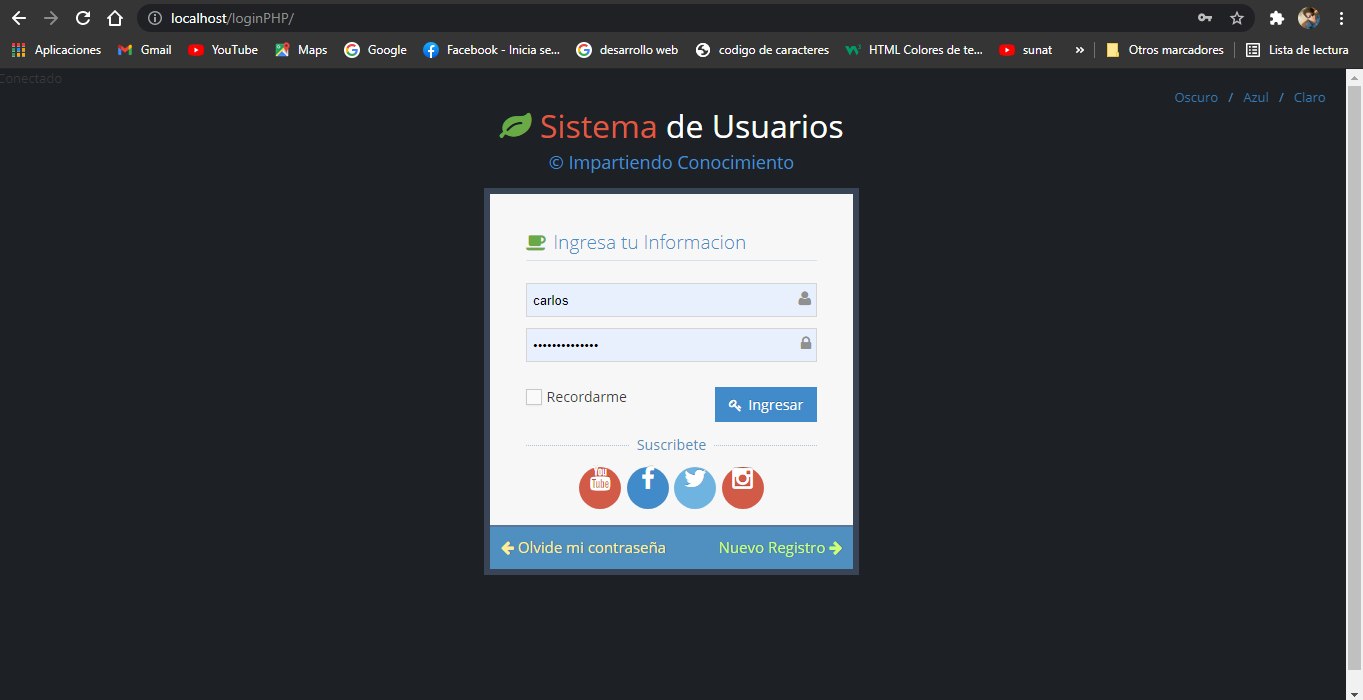 localhost/loginPHP/
Aplicaciones Gmail YouTube Maps Google Facebook - Inicia se... desarrollo web codigo de caracteres HTML Colores de te... sunat » Otros marcadores Lista de lectura
Conectado
Oscuro / Azul / Claro
Sistema de Usuarios
© Impartiendo Conocimiento
Ingresa tu Informacion
carlos
••••••••••••••
Recordarme Ingresar
Suscribete
You Tube
Olvide mi contraseña Nuevo Registro